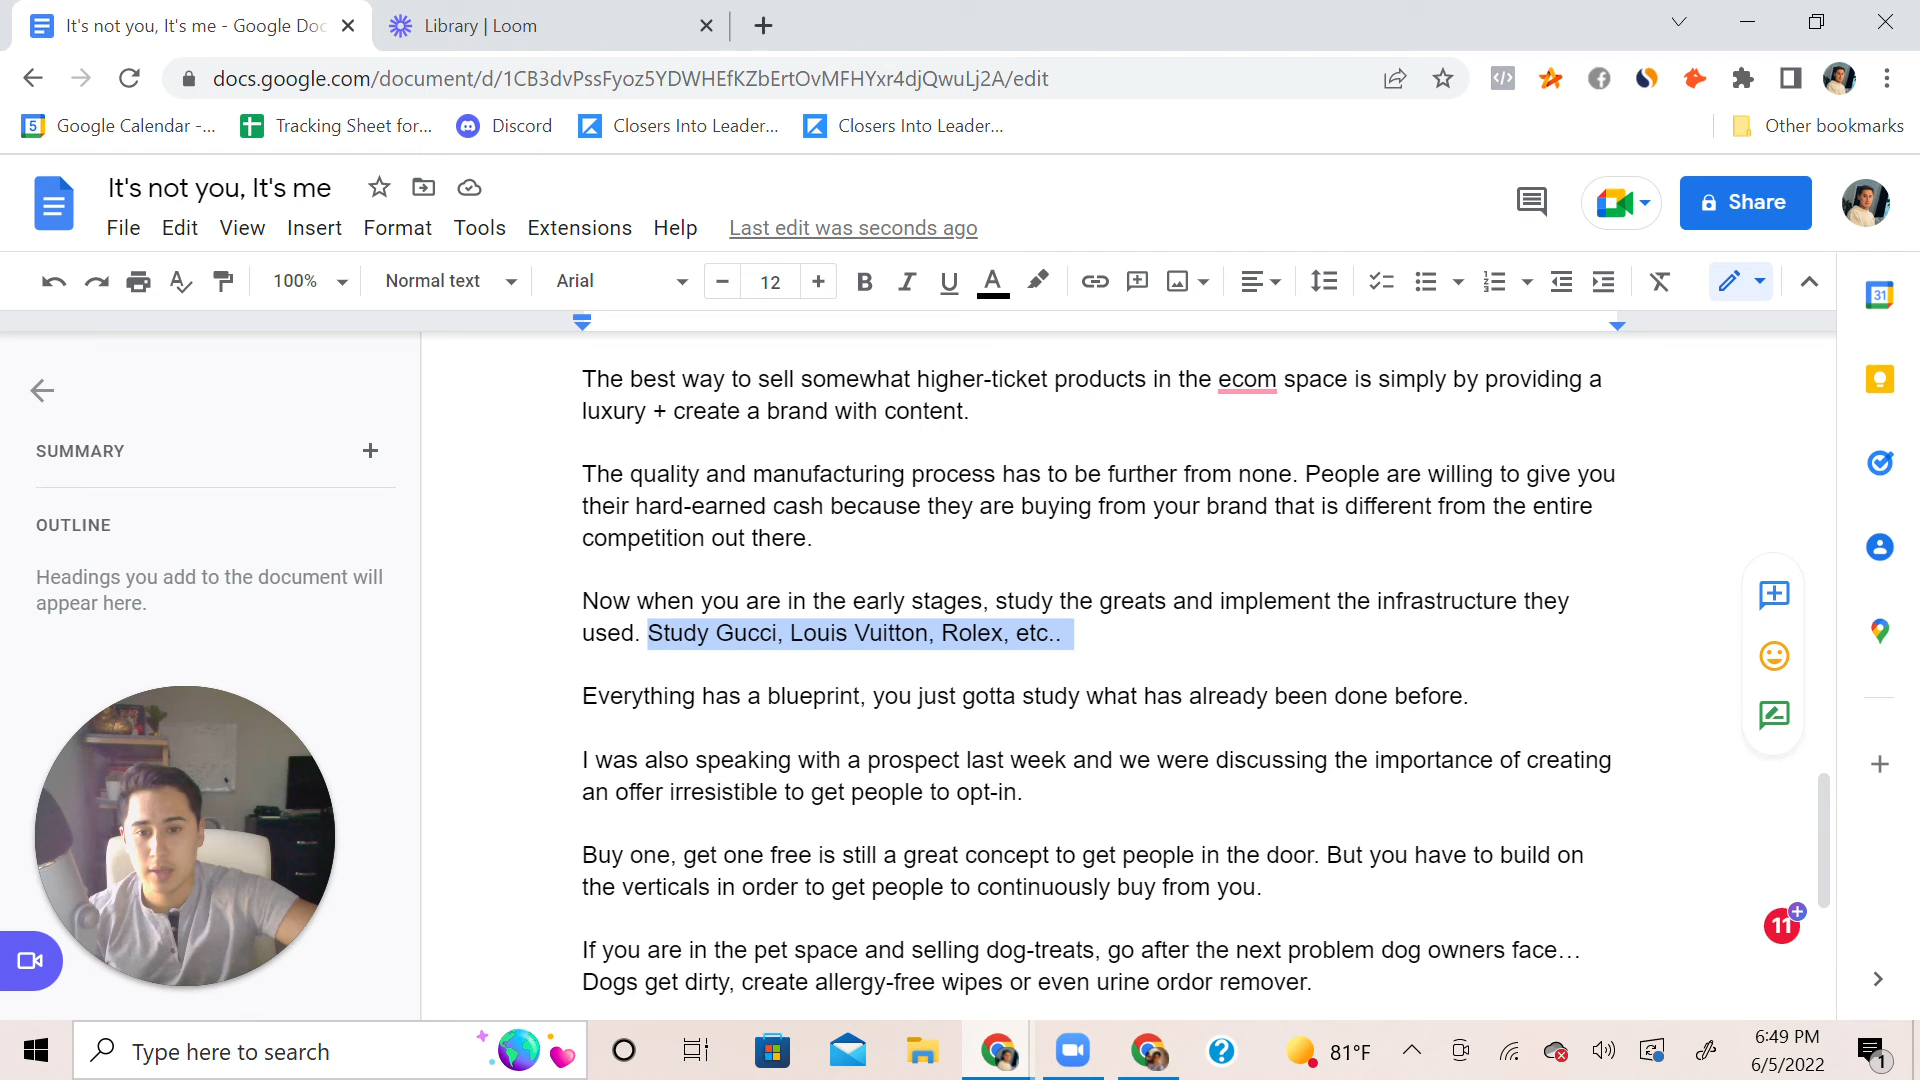 It's not you, It's me - Google Doc
Library | Loom
docs.google.com/document/d/1CB3dvPssFyoz5YDWHEfKZbErtOvMFHYxr4djQwuLj2A/edit
5 Google Calendar -...
Tracking Sheet for...
Discord
Closers Into Leader...
Closers Into Leader...
Other bookmarks
It's not you, It's me
Share
File Edit View Insert Format Tools Extensions Help Last edit was seconds ago
100% Normal text Arial 12 B I U A
31
SUMMARY
OUTLINE
Headings you add to the document will
appear here.
The best way to sell somewhat higher-ticket products in the ecom space is simply by providing a
luxury + create a brand with content.
The quality and manufacturing process has to be further from none. People are willing to give you
their hard-earned cash because they are buying from your brand that is different from the entire
competition out there.
Now when you are in the early stages, study the greats and implement the infrastructure they
used. Study Gucci, Louis Vuitton, Rolex, etc..
Everything has a blueprint, you just gotta study what has already been done before.
I was also speaking with a prospect last week and we were discussing the importance of creating
an offer irresistible to get people to opt-in.
Buy one, get one free is still a great concept to get people in the door. But you have to build on
the verticals in order to get people to continuously buy from you.
11
If you are in the pet space and selling dog-treats, go after the next problem dog owners face…
Dogs get dirty, create allergy-free wipes or even urine ordor remover.
Type here to search
81°F
6:49 PM
6/5/2022
1